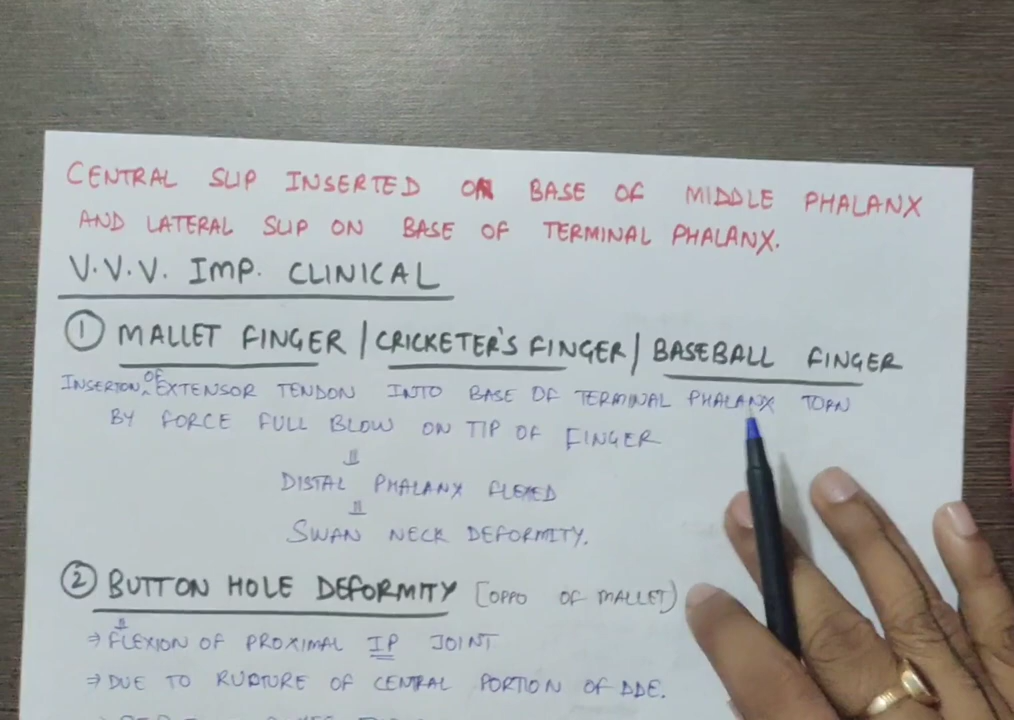 CENTRAL SLIP INSERTED ON BASE OF MIDDLE PHALANX
AND LATERAL SLIP ON BASE OF TERMINAL PHALANX.
V.V.V. IMP. CLINICAL
① MALLET FINGER / CRICKETER'S FINGER / BASEBALL FINGER
INSERTON OF EXTENSOR TENDON INTO BASE OF TERMINAL PHALANX TORN
BY FORCE FULL BLOW ON TIP OF FINGER
DISTAL PHALANX FLEXED
SWAN NECK DEFORMITY.
② BUTTON HOLE DEFORMITY [OPPO OF MALLET)
⇒ FLEXION OF PROXIMAL IP JOINT
⇒ DUE TO RUPTURE OF CENTRAL PORTION OF DDE.